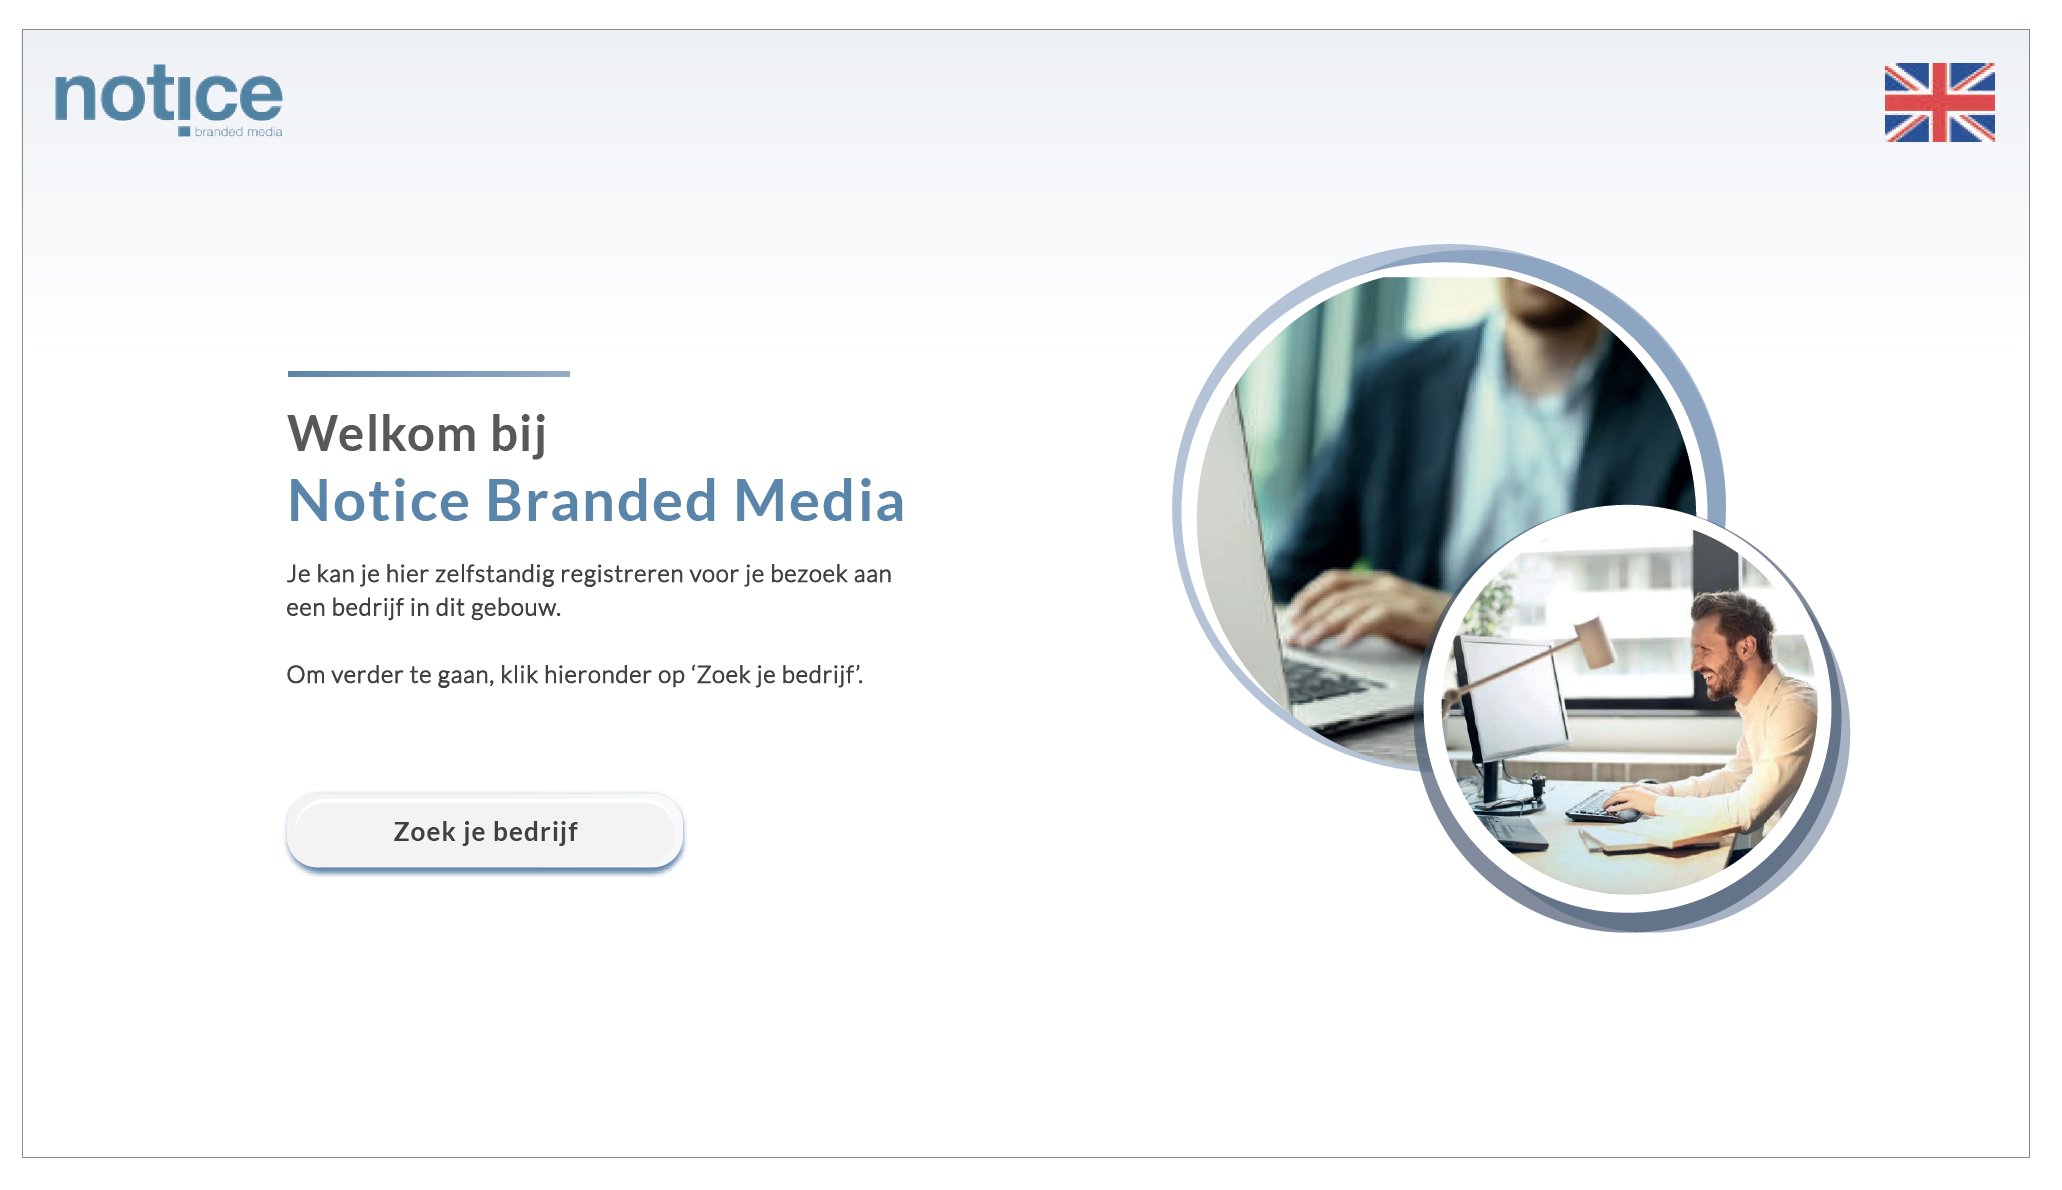 notice
branded media
Welkom bij
Notice Branded Media
Je kan je hier zelfstandig registreren voor je bezoek aan
een bedrijf in dit gebouw.
Om verder te gaan, klik hieronder op ‘Zoek je bedrijf’.
Zoek je bedrijf